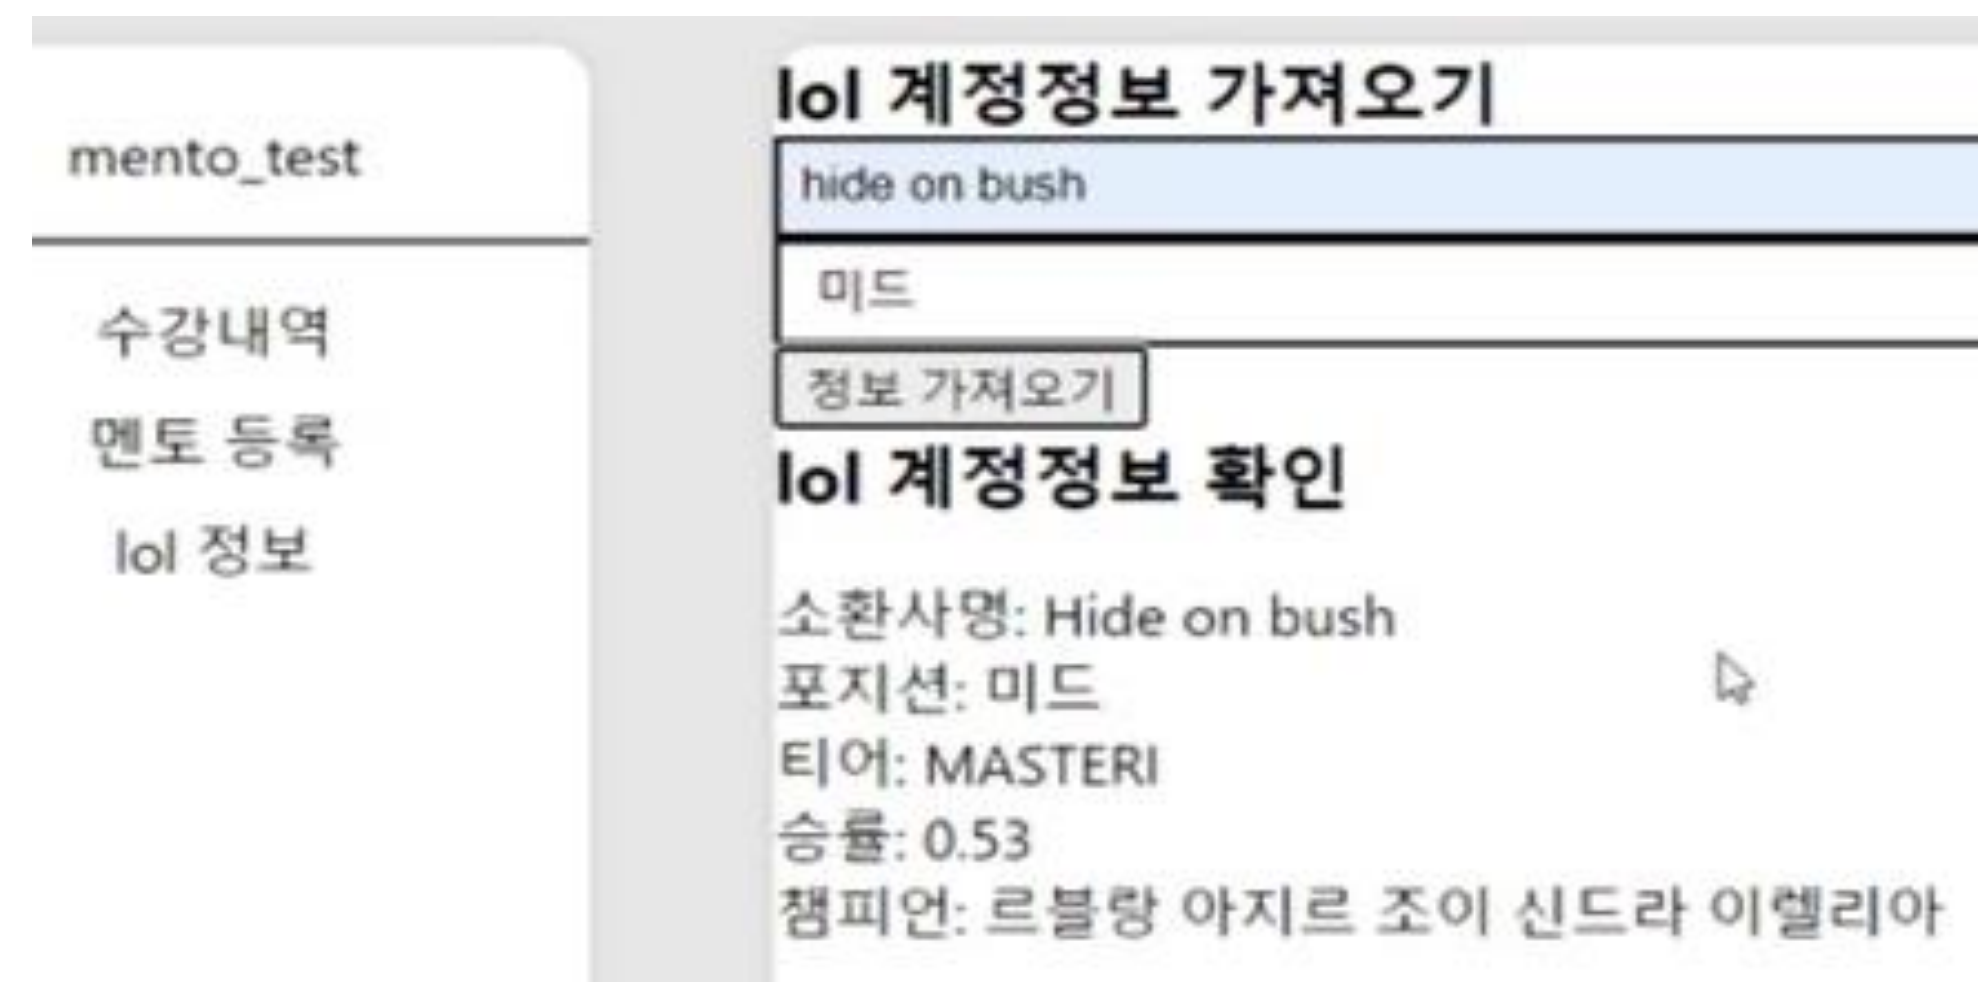 mento_test
수강내역
멘토 등록
lol 정보
lol 계정정보 가져오기
hide on bush
미드
정보 가져오기
lol 계정정보 확인
소환사명: Hide on bush
포지션: 미드
티어: MASTERI
승률: 0.53
챔피언: 르블랑 아지르 조이 신드라 이렐리아